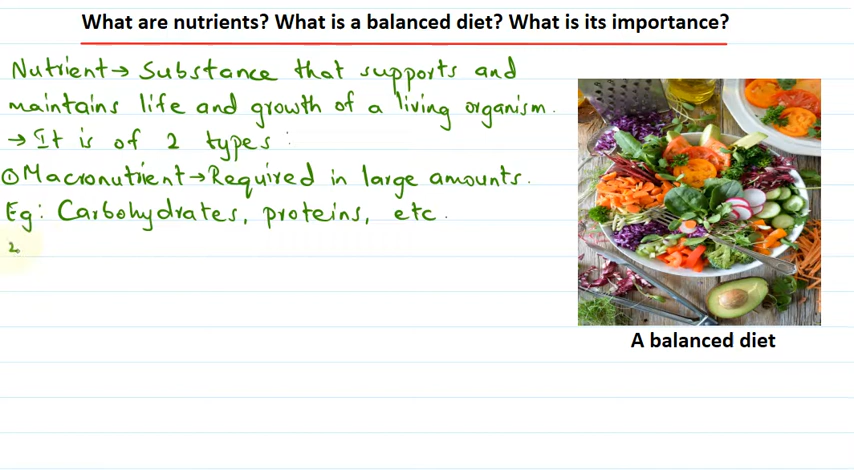 What are nutrients? What is a balanced diet? What is its importance?
Nutrient → Substance that supports and
maintains life and growth of a living organism.
→ It is of 2 types :
① Macronutrient → Required in large amounts.
Eg: Carbohydrates, proteins, etc.
2
A balanced diet